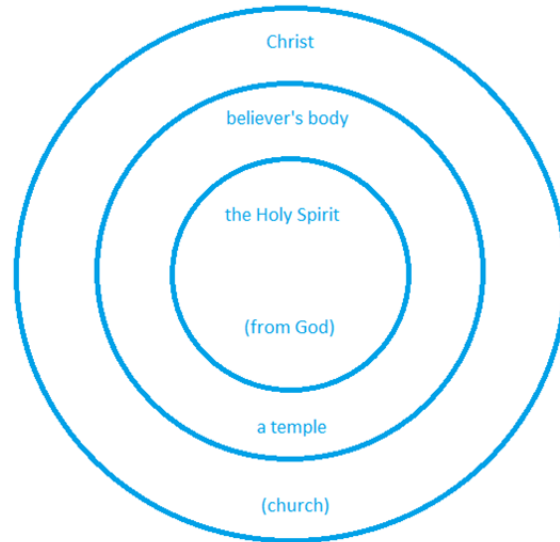 Christ
believer's body
the Holy Spirit
(from God)
a temple
(church)